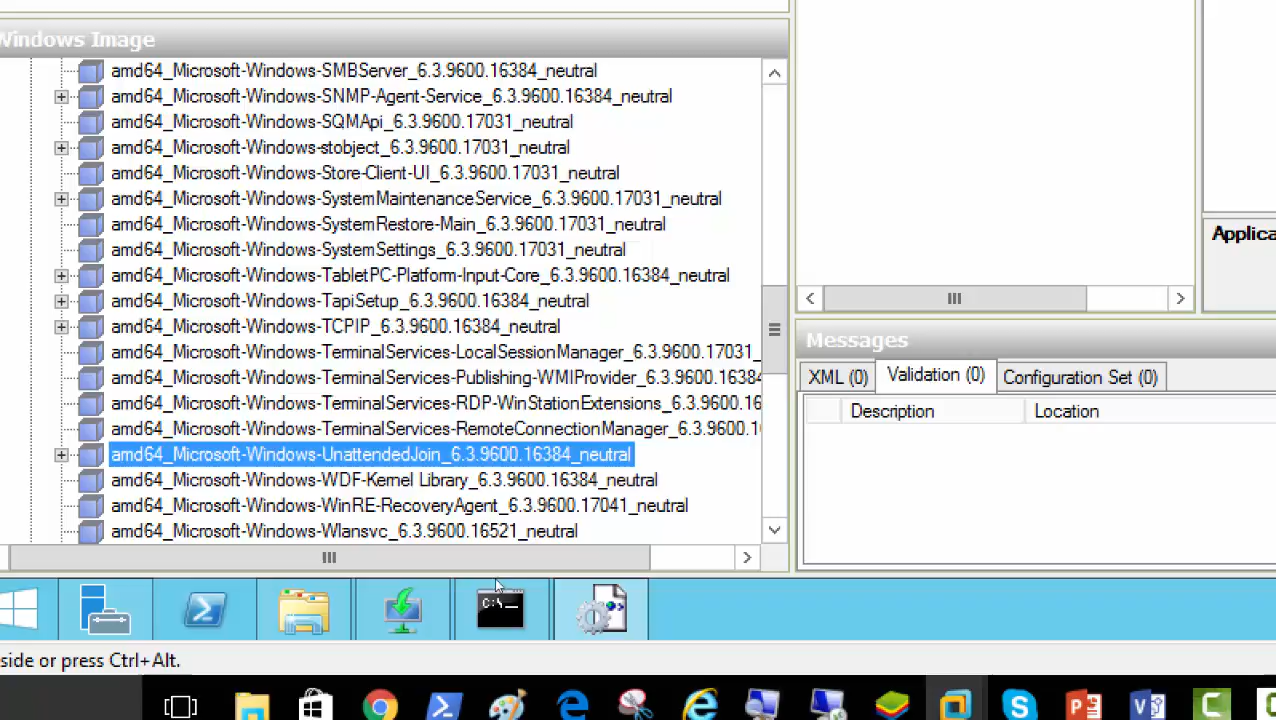 Windows Image
amd64_Microsoft-Windows-SMBServer_6.3.9600.16384_neutral
amd64_Microsoft-Windows-SNMP-Agent-Service_6.3.9600.16384_neutral
amd64_Microsoft-Windows-SQMApi_6.3.9600.17031_neutral
amd64_Microsoft-Windows-stobject_6.3.9600.17031_neutral
amd64_Microsoft-Windows-Store-Client-UI_6.3.9600.17031_neutral
amd64_Microsoft-Windows-SystemMaintenanceService_6.3.9600.17031_neutral
amd64_Microsoft-Windows-SystemRestore-Main_6.3.9600.17031_neutral
amd64_Microsoft-Windows-SystemSettings_6.3.9600.17031_neutral
amd64_Microsoft-Windows-TabletPC-Platform-Input-Core_6.3.9600.16384_neutral
amd64_Microsoft-Windows-TapiSetup_6.3.9600.16384_neutral
amd64_Microsoft-Windows-TCPIP_6.3.9600.16384_neutral
amd64_Microsoft-Windows-TerminalServices-LocalSessionManager_6.3.9600.17031_
amd64_Microsoft-Windows-TerminalServices-Publishing-WMIProvider_6.3.9600.16384
amd64_Microsoft-Windows-TerminalServices-RDP-WinStationExtensions_6.3.9600.16
amd64_Microsoft-Windows-TerminalServices-RemoteConnectionManager_6.3.9600.1
amd64_Microsoft-Windows-UnattendedJoin_6.3.9600.16384_neutral
amd64_Microsoft-Windows-WDF-Kernel Library_6.3.9600.16384_neutral
amd64_Microsoft-Windows-WinRE-RecoveryAgent_6.3.9600.17041_neutral
amd64_Microsoft-Windows-Wlansvc_6.3.9600.16521_neutral
Applica
Messages
XML (0) Validation (0) Configuration Set (0)
Description Location
C:\_
side or press Ctrl+Alt.